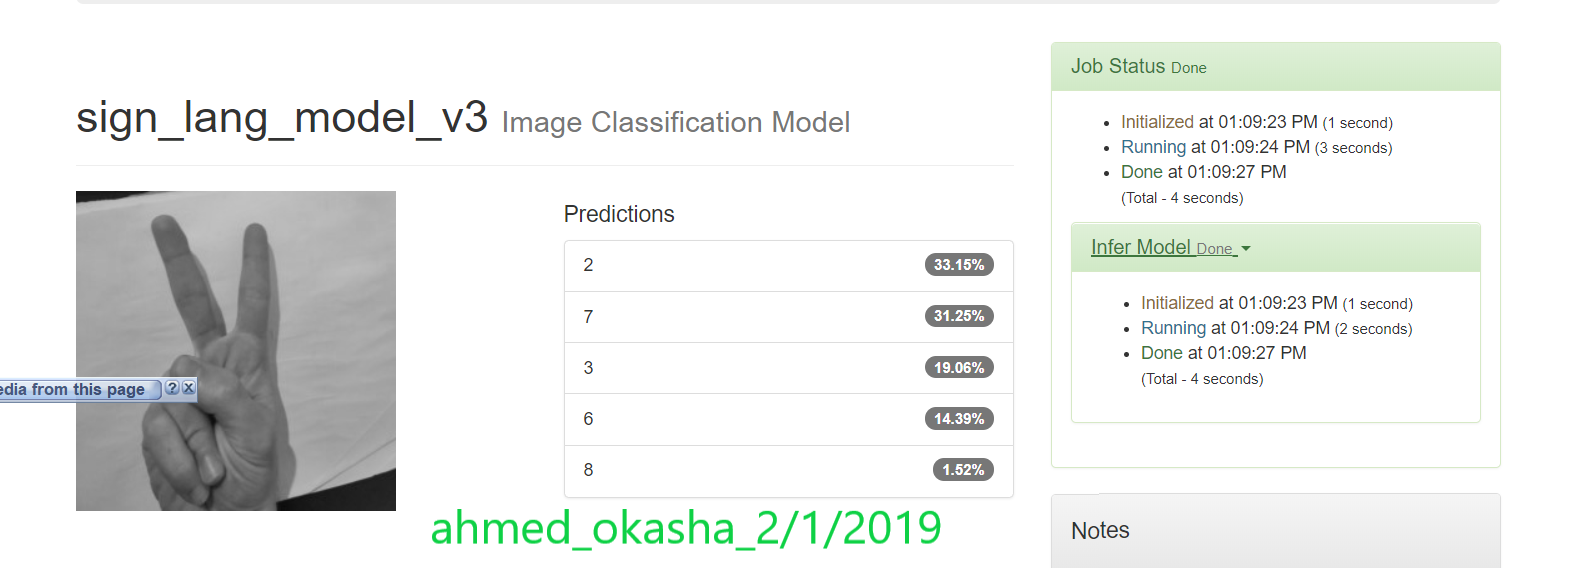 sign_lang_model_v3 Image Classification Model
edia from this page ? X
Predictions
2 33.15%
7 31.25%
3 19.06%
6 14.39%
8 1.52%
ahmed_okasha_2/1/2019
Job Status Done
Initialized at 01:09:23 PM (1 second)
Running at 01:09:24 PM (3 seconds)
Done at 01:09:27 PM
(Total - 4 seconds)
Infer Model Done
Initialized at 01:09:23 PM (1 second)
Running at 01:09:24 PM (2 seconds)
Done at 01:09:27 PM
(Total - 4 seconds)
Notes